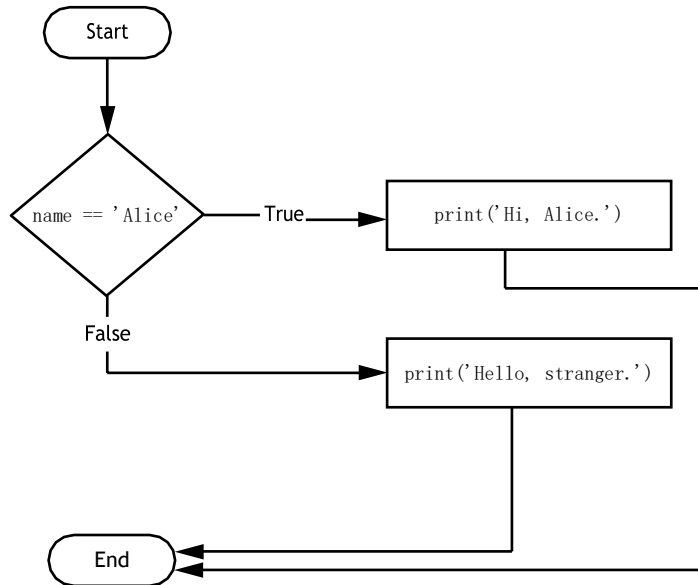 Start
name == 'Alice'
True
print('Hi, Alice.')
False
print('Hello, stranger.')
End